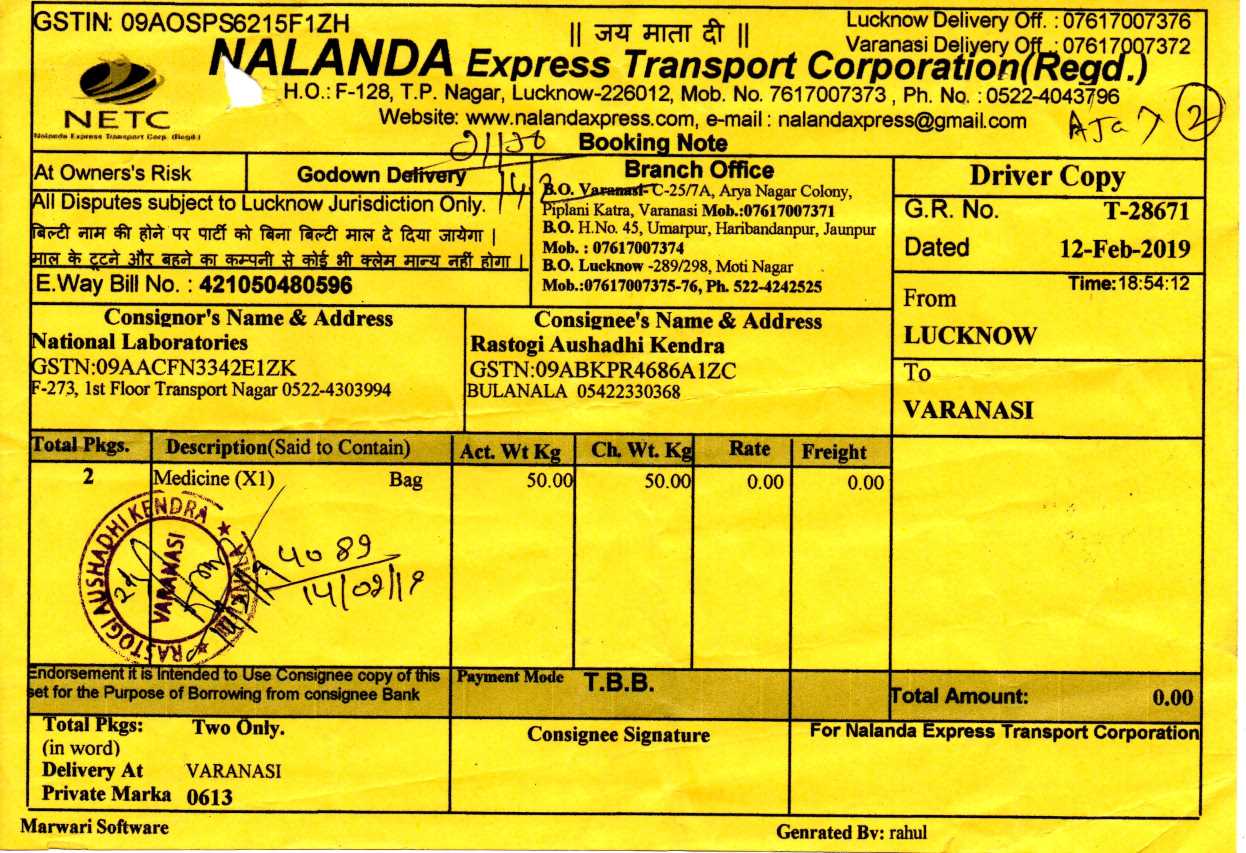 GSTIN: 09AOSPS6215F1ZH
|| जय माता दी ||
Lucknow Delivery Off. : 07617007376
Varanasi Deliyery Off. : 07617007372
NALANDA Express Transport Corporation(Regd.)
H.O.: F-128, T.P. Nagar, Lucknow-226012, Mob. No. 7617007373 , Ph. No. : 0522-4043796
Website: www.nalandaxpress.com, e-mail : nalandaxpress@gmail.com
NETC
Nalanda Express Transport Corp. (Regd.)
2
Booking Note
At Owner's Risk
Godown Delivery
All Disputes subject to Lucknow Jurisdiction Only.
बिल्टी नाम की होने पर पार्टी को बिना बिल्टी माल दे दिया जायेगा |
माल के टूटने और बहने का कम्पनी से कोई भी क्लेम मान्य नहीं होगा |
E.Way Bill No. : 421050480596
Branch Office
B.O. Varanasi- C-25/7A, Arya Nagar Colony,
Piplani Katra, Varanasi Mob.:07617007371
B.O. H.No. 45, Umarpur, Haribandanpur, Jaunpur
Mob. : 07617007374
B.O. Lucknow -289/298, Moti Nagar
Mob.:07617007375-76, Ph. 522-4242525
Driver Copy
G.R. No. T-28671
Dated 12-Feb-2019
Time:18:54:12
From
LUCKNOW
To
VARANASI
Consignor's Name & Address
National Laboratories
GSTN:09AACFN3342E1ZK
F-273, 1st Floor Transport Nagar 0522-4303994
Consignee's Name & Address
Rastogi Aushadhi Kendra
GSTN:09ABKPR4686A1ZC
BULANALA 05422330368
Total Pkgs. Description(Said to Contain) Act. Wt Kg Ch. Wt. Kg Rate Freight
2 Medicine (X1) Bag 50.00 50.00 0.00 0.00
RASTOGI AUSHADHI KENDRA
VARANASI
4089
14/02/19
Endorsement it is Intended to Use Consignee copy of this
set for the Purpose of Borrowing from consignee Bank
Payment Mode T.B.B.
Total Amount: 0.00
Total Pkgs: Two Only.
(in word)
Delivery At VARANASI
Private Marka 0613
Consignee Signature
For Nalanda Express Transport Corporation
Marwari Software
Genrated By: rahul